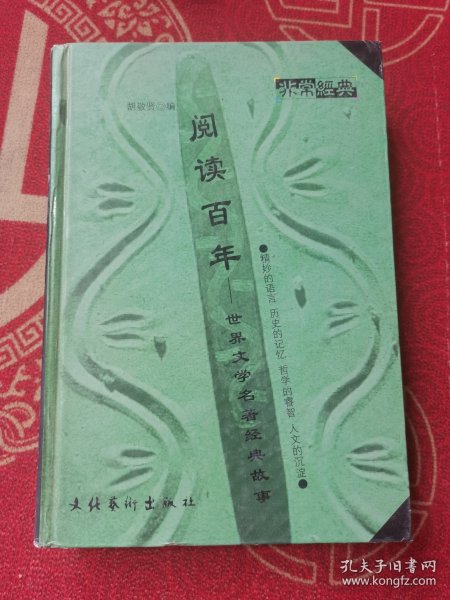 非常經典
胡敬贤 编
阅读百年
——世界文学名著经典故事
●精妙的语言 历史的记忆 哲学的睿智 人文的沉淀●
文化藝術出版社
孔夫子旧书网
www.kongfz.com